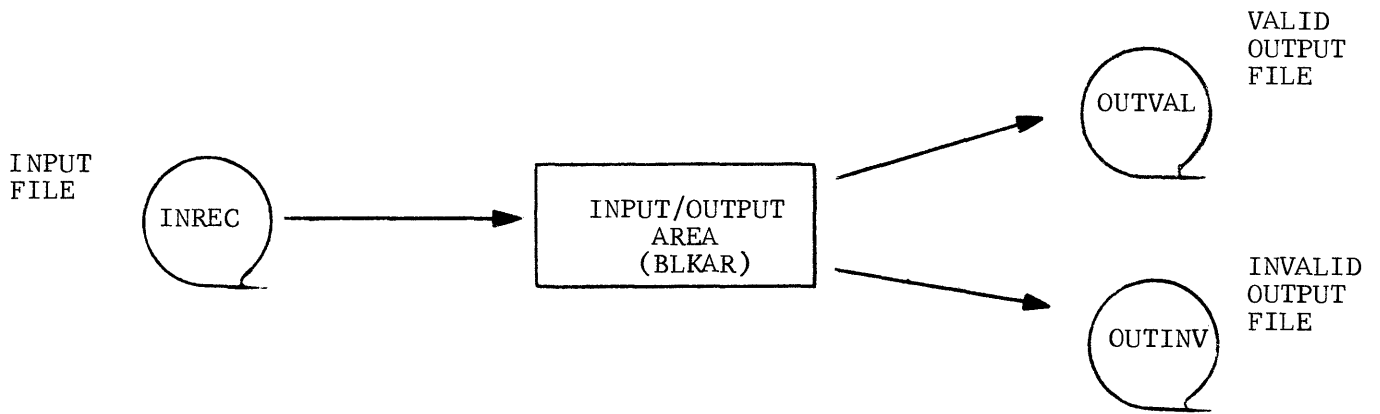 INPUT
FILE
INREC
INPUT/OUTPUT
AREA
(BLKAR)
VALID
OUTPUT
FILE
OUTVAL
INVALID
OUTPUT
FILE
OUTINV